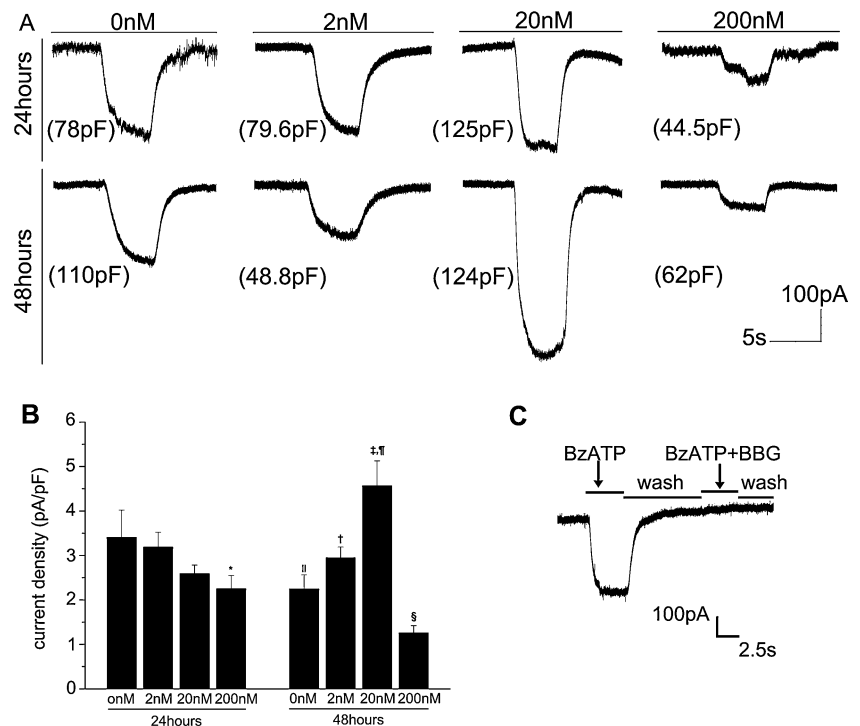 A
0nM 2nM 20nM 200nM
24hours
(78pF) (79.6pF) (125pF) (44.5pF)
48hours
(110pF) (48.8pF) (124pF) (62pF)
100pA
5s
B
current density (pA/pF)
6
5
4
3
2
1
0
*
||
†
‡,¶
§
onM 2nM 20nM 200nM 0nM 2nM 20nM 200nM
24hours 48hours
C
BzATP BzATP+BBG
wash wash
100pA
2.5s